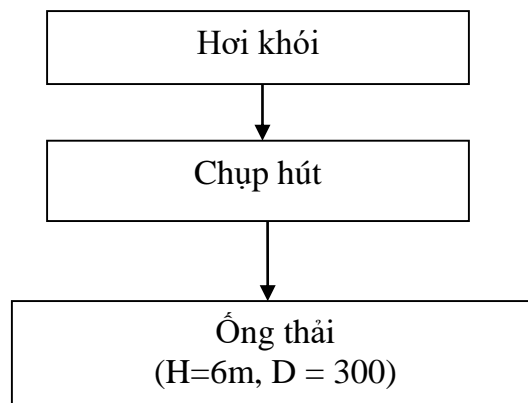 Hơi khói
Chụp hút
Ống thải
(H=6m, D = 300)